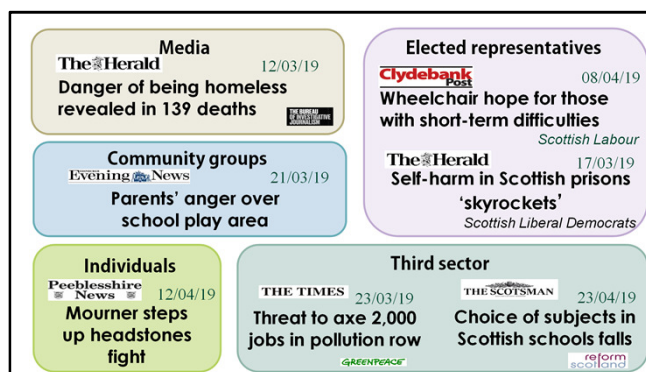 Media
The Herald 12/03/19
Danger of being homeless
revealed in 139 deaths
THE BUREAU
OF INVESTIGATIVE
JOURNALISM
Community groups
Evening News 21/03/19
Parents' anger over
school play area
Individuals
Peeblesshire
News 12/04/19
Mourner steps
up headstones
fight
Elected representatives
Clydebank
Post 08/04/19
Wheelchair hope for those
with short-term difficulties
Scottish Labour
The Herald 17/03/19
Self-harm in Scottish prisons
‘skyrockets’
Scottish Liberal Democrats
Third sector
THE TIMES 23/03/19
Threat to axe 2,000
jobs in pollution row
GREENPEACE
THE SCOTSMAN 23/04/19
Choice of subjects in
Scottish schools falls
reform
scotland